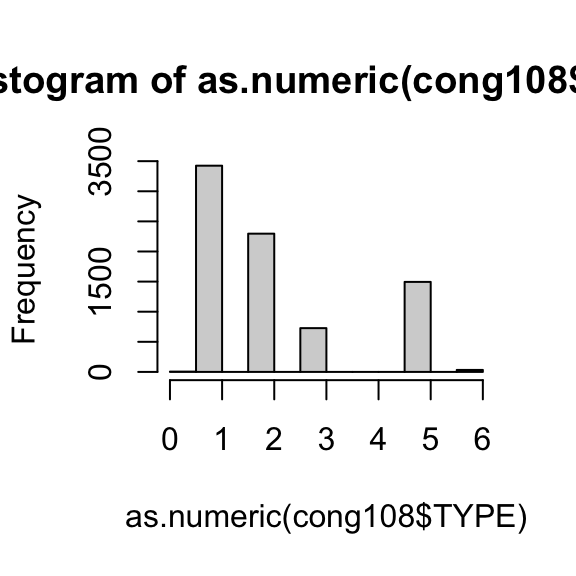 stogram of as.numeric(cong108$
Frequency
3500
1500
0
0 1 2 3 4 5 6
as.numeric(cong108$TYPE)